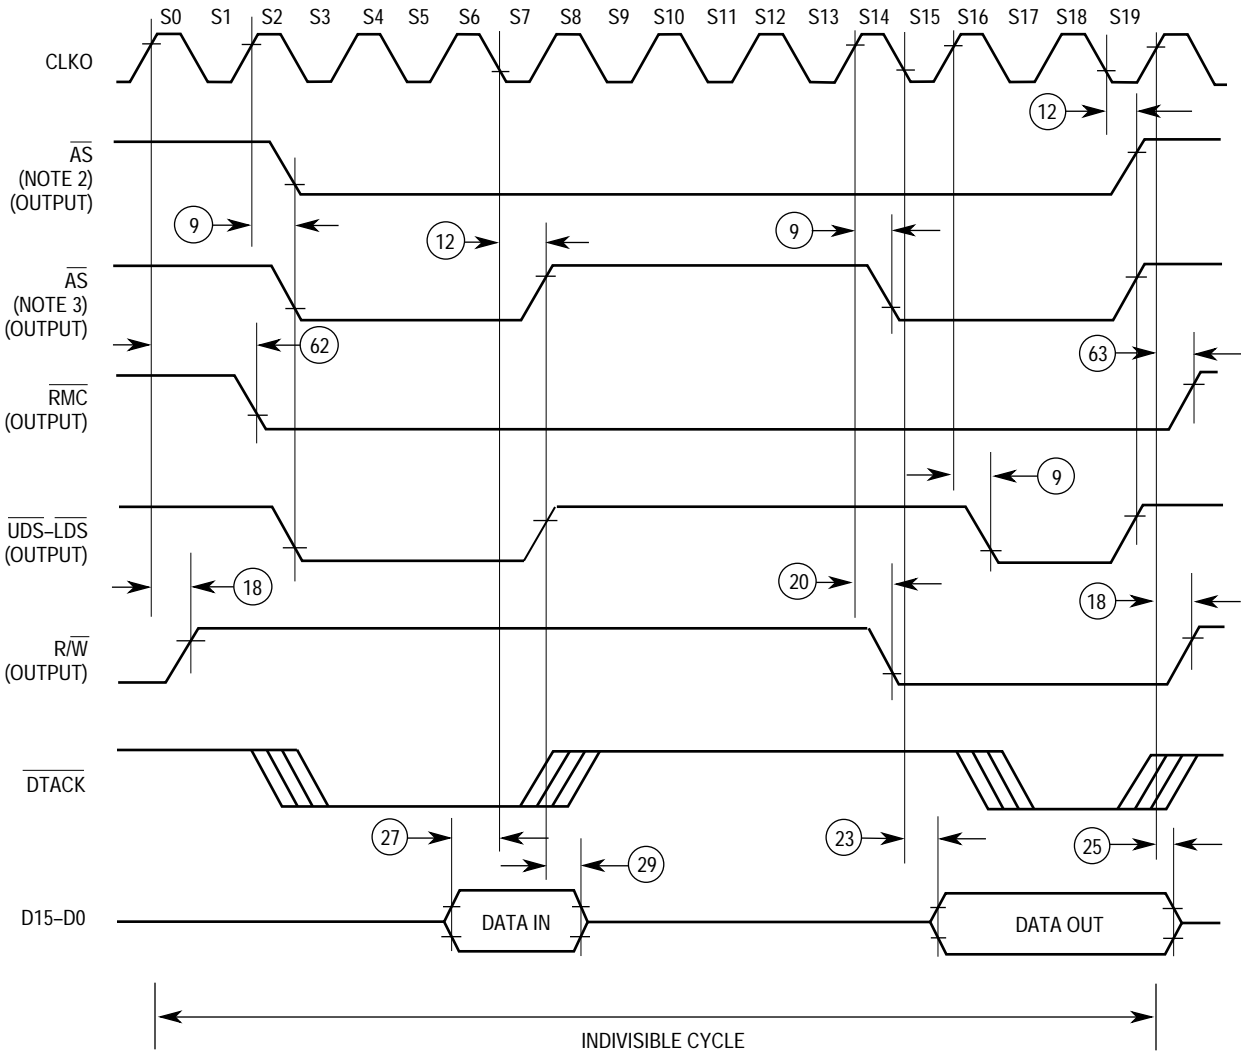 S0 S1 S2 S3 S4 S5 S6 S7 S8 S9 S10 S11 S12 S13 S14 S15 S16 S17 S18 S19
CLKO
12
AS
(NOTE 2)
(OUTPUT)
9
12
9
AS
(NOTE 3)
(OUTPUT)
62
63
RMC
(OUTPUT)
9
UDS–LDS
(OUTPUT)
18
20
18
R/W
(OUTPUT)
DTACK
27
23
25
29
D15–D0
DATA IN
DATA OUT
INDIVISIBLE CYCLE